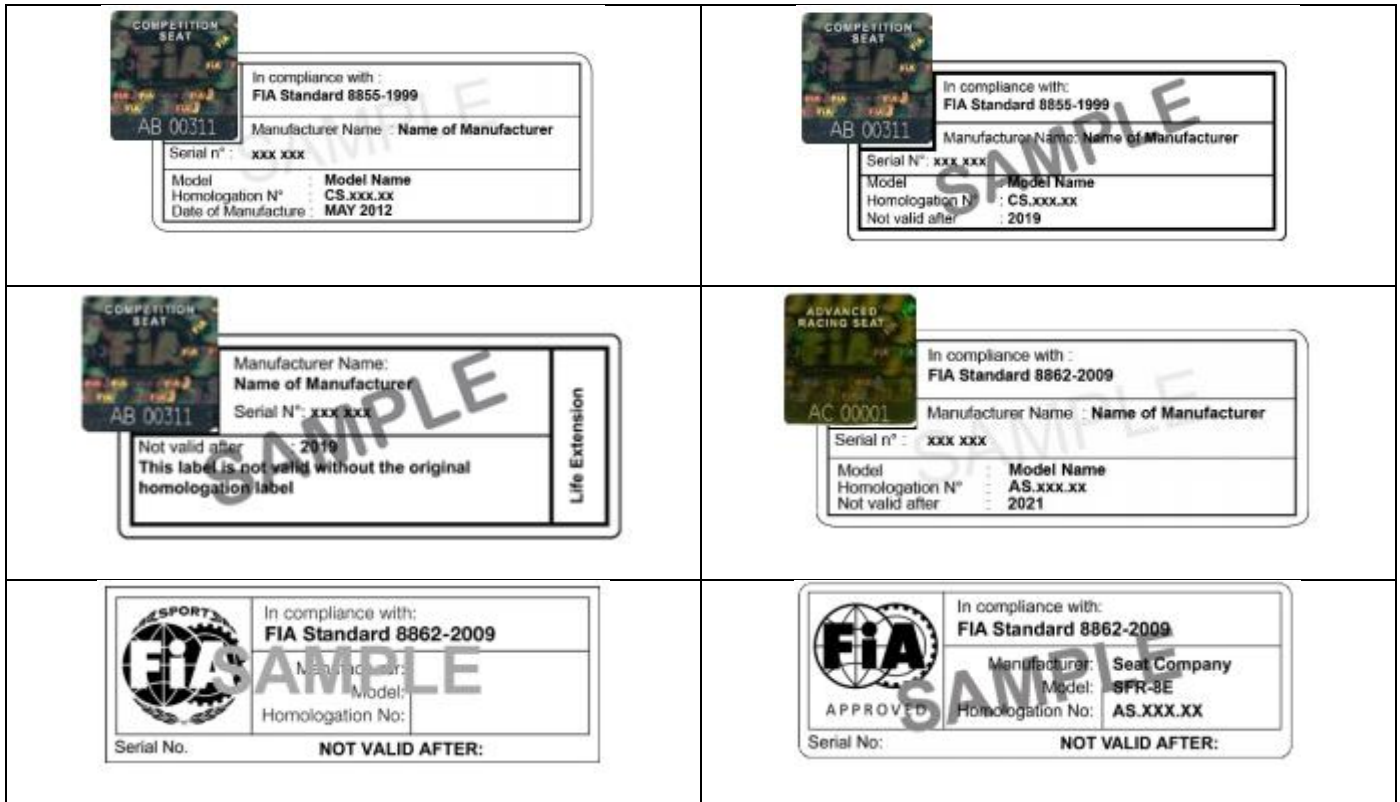 COMPETITION
SEAT
FiA
AB 00311
In compliance with :
FIA Standard 8855-1999
Manufacturer Name : Name of Manufacturer
Serial n° : xxx xxx
Model : Model Name
Homologation N° : CS.xxx.xx
Date of Manufacture : MAY 2012
SAMPLE
COMPETITION
SEAT
FiA
AB 00311
In compliance with:
FIA Standard 8855-1999
Manufacturer Name: Name of Manufacturer
Serial N°: xxx xxx
Model : Model Name
Homologation N° : CS.xxx.xx
Not valid after : 2019
SAMPLE
COMPETITION
SEAT
FiA
AB 00311
Manufacturer Name:
Name of Manufacturer
Serial N°: xxx xxx
Not valid after : 2019
This label is not valid without the original
homologation label
Life Extension
SAMPLE
ADVANCED
RACING SEAT
FiA
AC 00001
In compliance with :
FIA Standard 8862-2009
Manufacturer Name : Name of Manufacturer
Serial n° : xxx xxx
Model : Model Name
Homologation N° : AS.xxx.xx
Not valid after : 2021
SAMPLE
SPORT
FiA
In compliance with:
FIA Standard 8862-2009
Manufacturer:
Model:
Homologation No:
Serial No.
NOT VALID AFTER:
SAMPLE
FiA
APPROVED
In compliance with:
FIA Standard 8862-2009
Manufacturer: Seat Company
Model: SFR-8E
Homologation No: AS.XXX.XX
Serial No:
NOT VALID AFTER:
SAMPLE